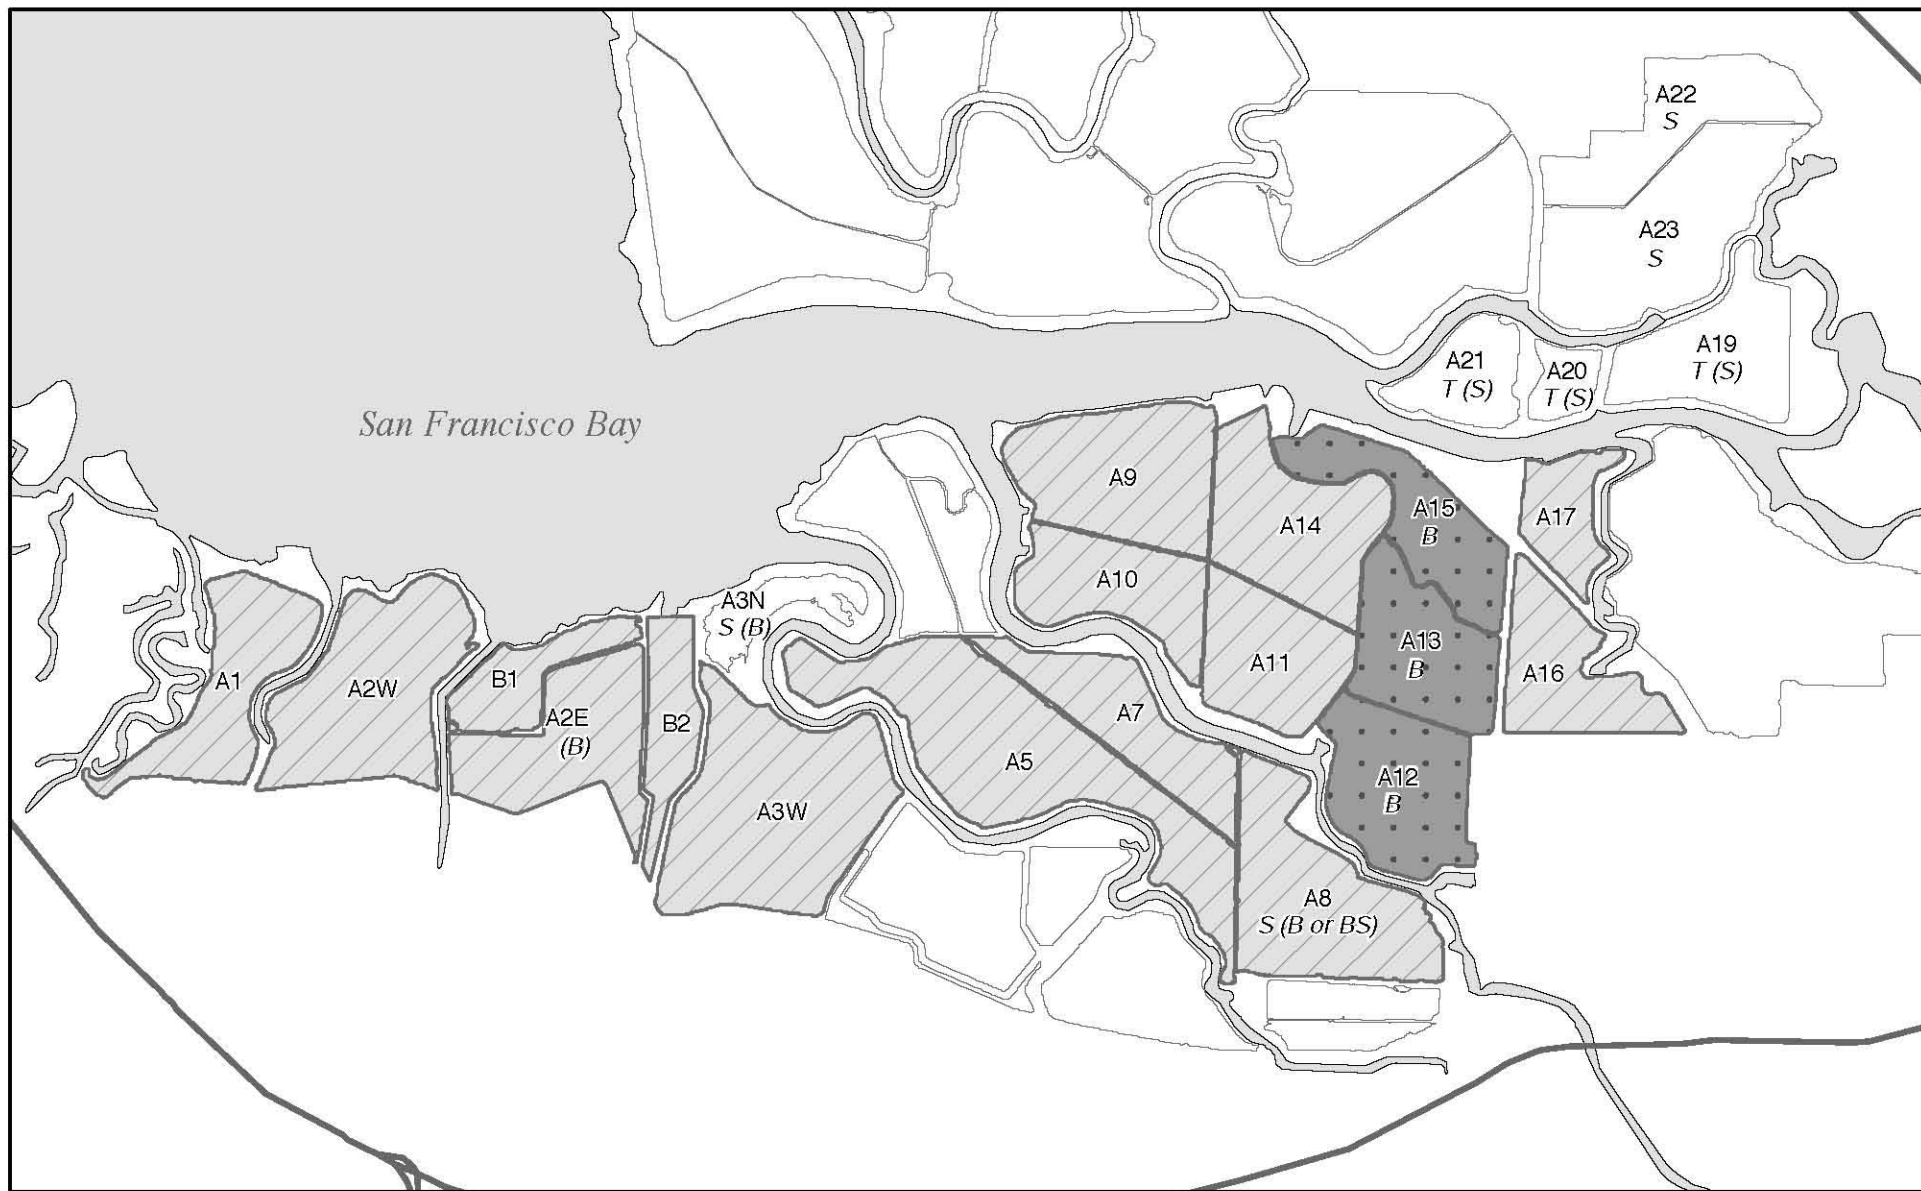 A22
S
A23
S
A19
T (S)
A21
T (S)
A20
T (S)
San Francisco Bay
A9
A14
A15
B
A17
A10
A3N
S (B)
A13
B
A11
A16
A1
A2W
B1
A2E
(B)
B2
A7
A5
A12
B
A3W
A8
S (B or BS)